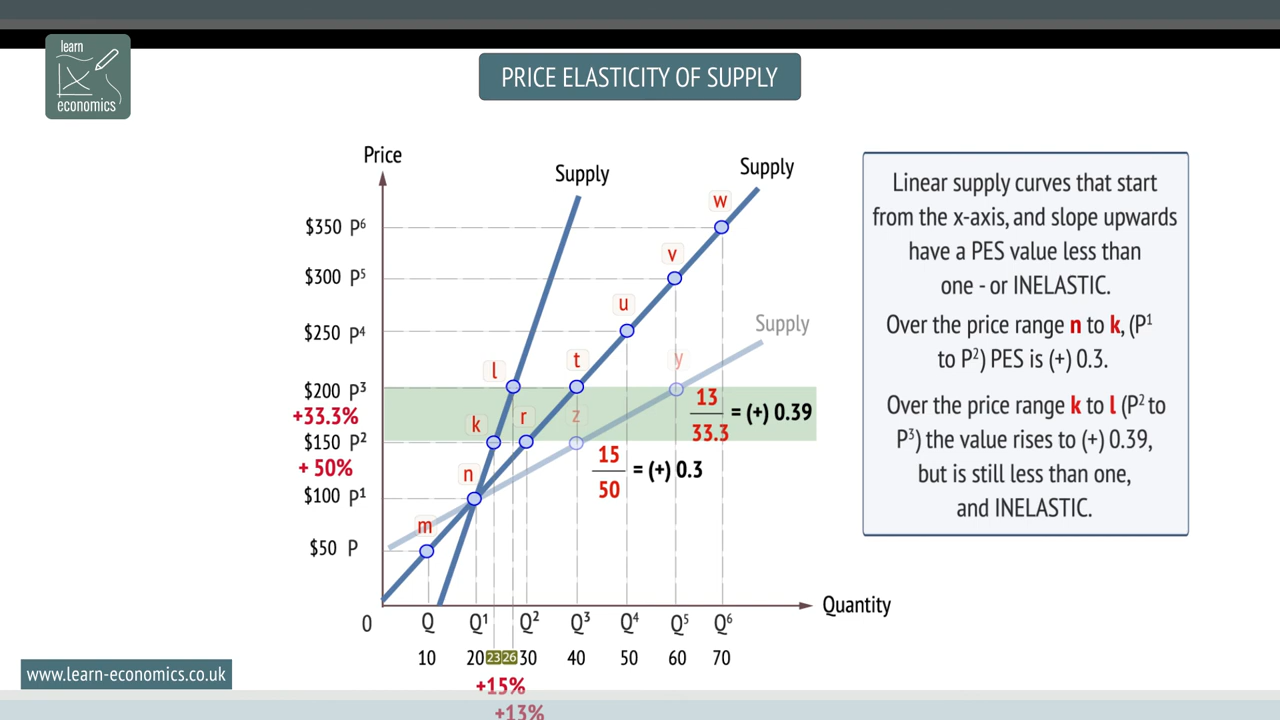 learn
economics
PRICE ELASTICITY OF SUPPLY
Price
Supply
Supply
Supply
w
v
u
t
l
y
k
r
z
n
m
$350 P⁶
$300 P⁵
$250 P⁴
$200 P³
+33.3%
$150 P²
+ 50%
$100 P¹
$50 P
13
33.3
= (+) 0.39
15
50
= (+) 0.3
0
Q Q¹ Q² Q³ Q⁴ Q⁵ Q⁶
Quantity
10 20 23 26 30 40 50 60 70
+15%
+13%
Linear supply curves that start
from the x-axis, and slope upwards
have a PES value less than
one - or INELASTIC.
Over the price range n to k, (P¹
to P²) PES is (+) 0.3.
Over the price range k to l (P² to
P³) the value rises to (+) 0.39,
but is still less than one,
and INELASTIC.
www.learn-economics.co.uk